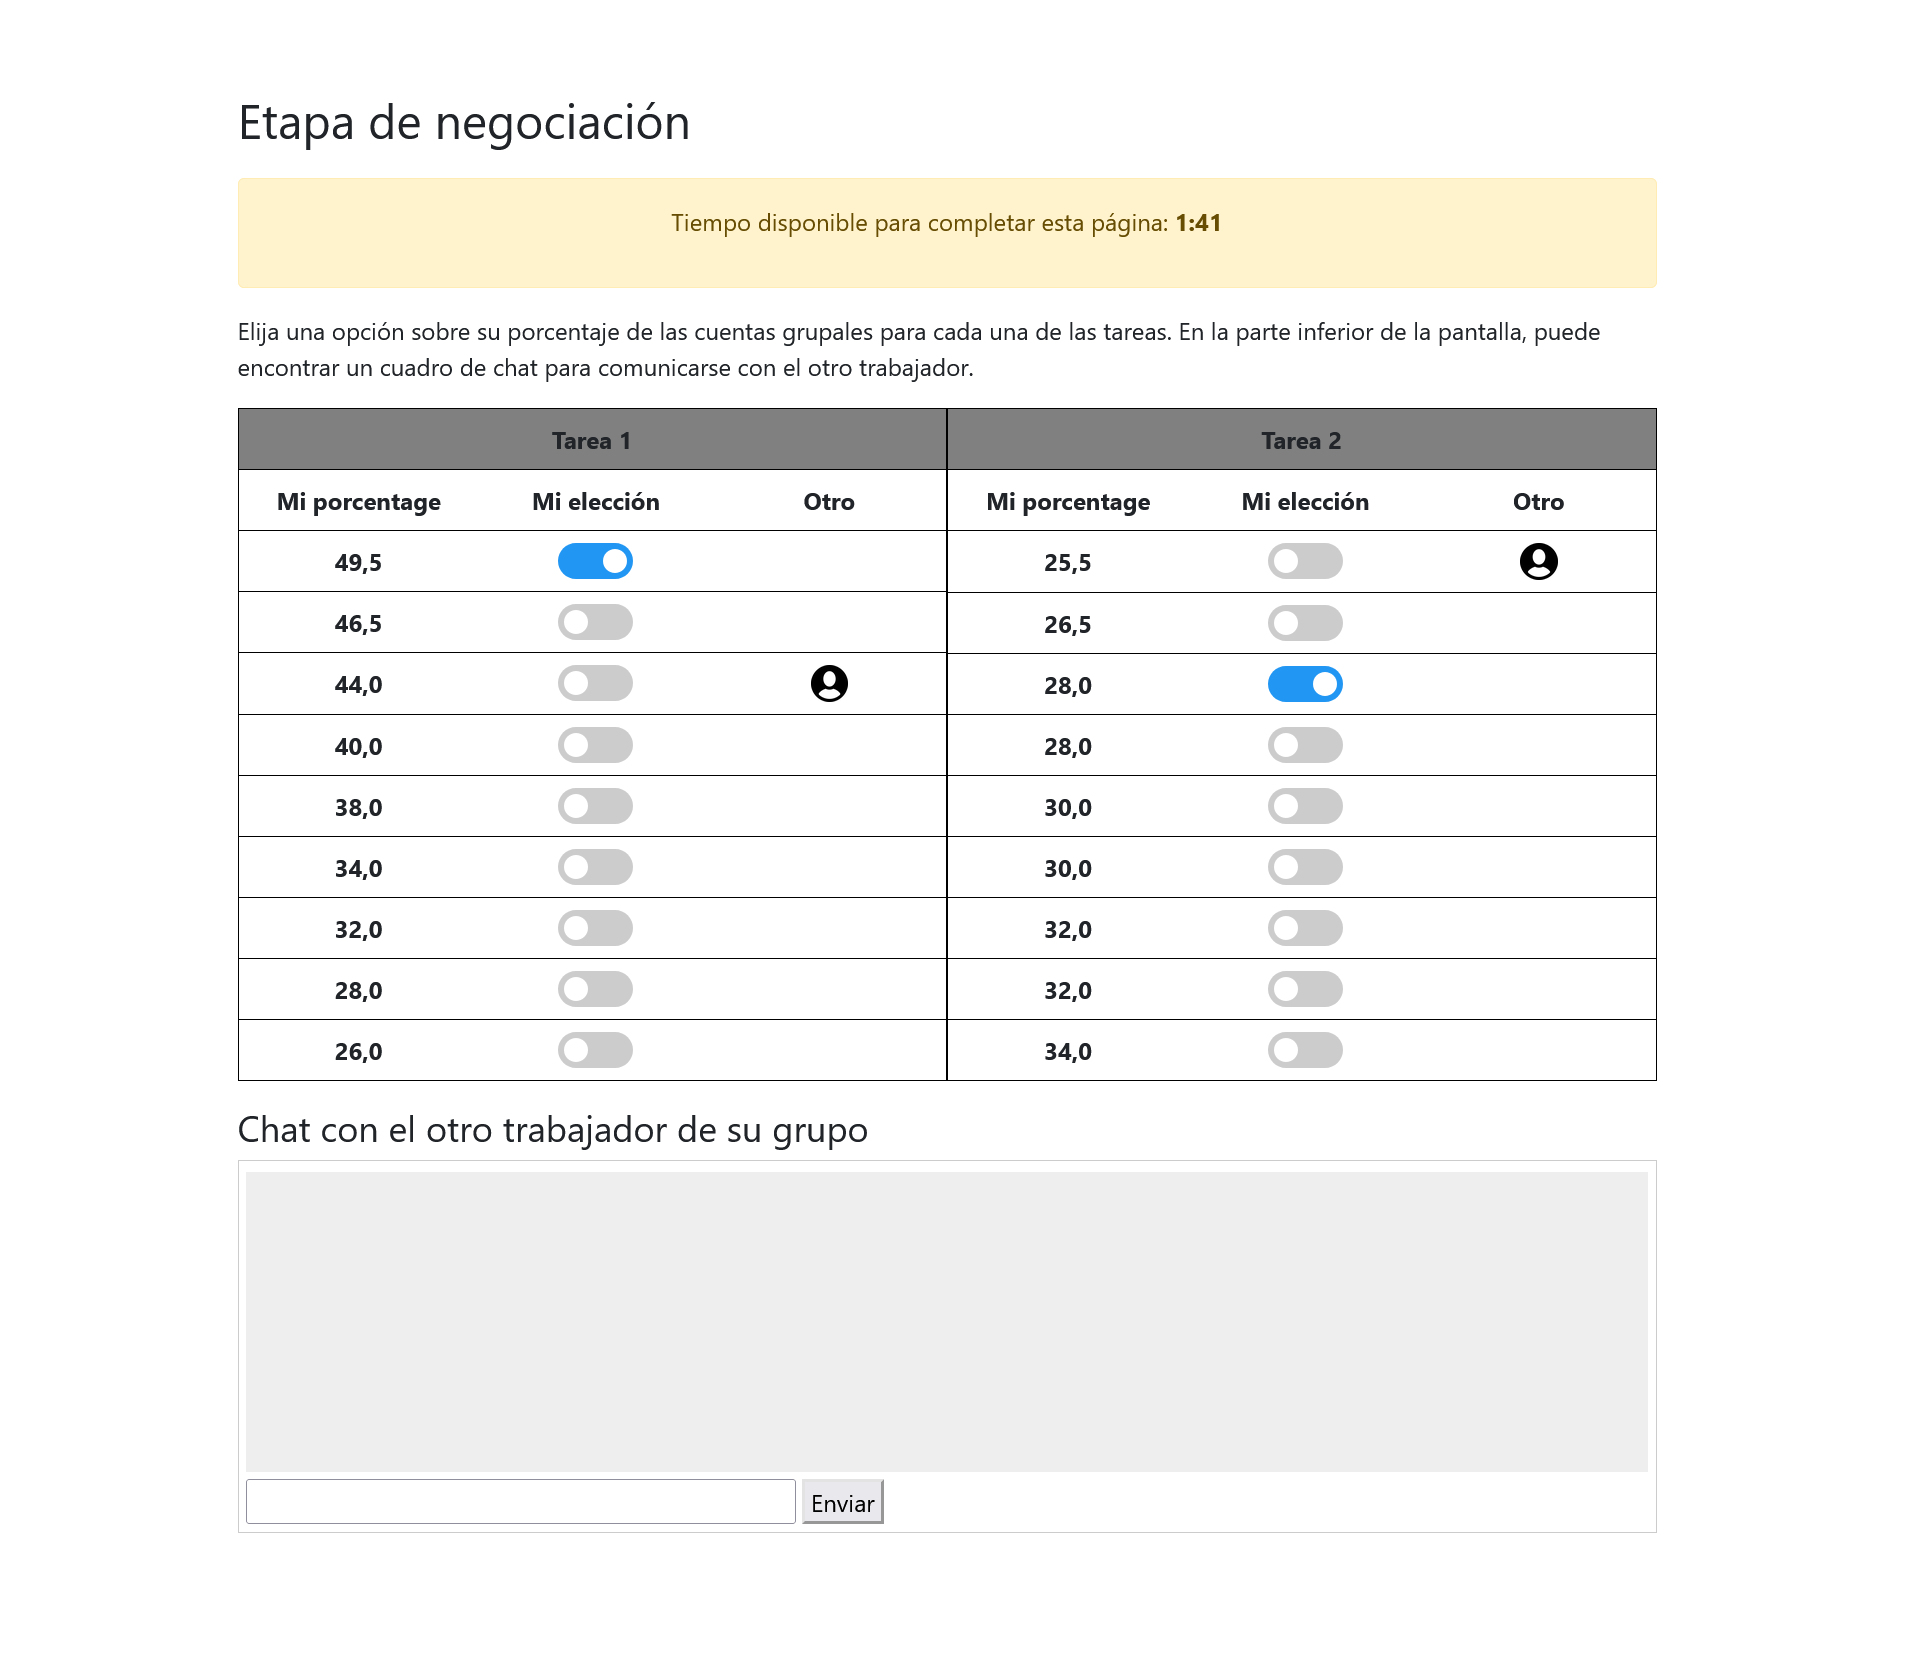 Etapa de negociación
Tiempo disponible para completar esta página: 1:41
Elija una opción sobre su porcentaje de las cuentas grupales para cada una de las tareas. En la parte inferior de la pantalla, puede
encontrar un cuadro de chat para comunicarse con el otro trabajador.
Tarea 1 Tarea 2
Mi porcentage Mi elección Otro Mi porcentage Mi elección Otro
49,5 25,5
46,5 26,5
44,0 28,0
40,0 28,0
38,0 30,0
34,0 30,0
32,0 32,0
28,0 32,0
26,0 34,0
Chat con el otro trabajador de su grupo
Enviar